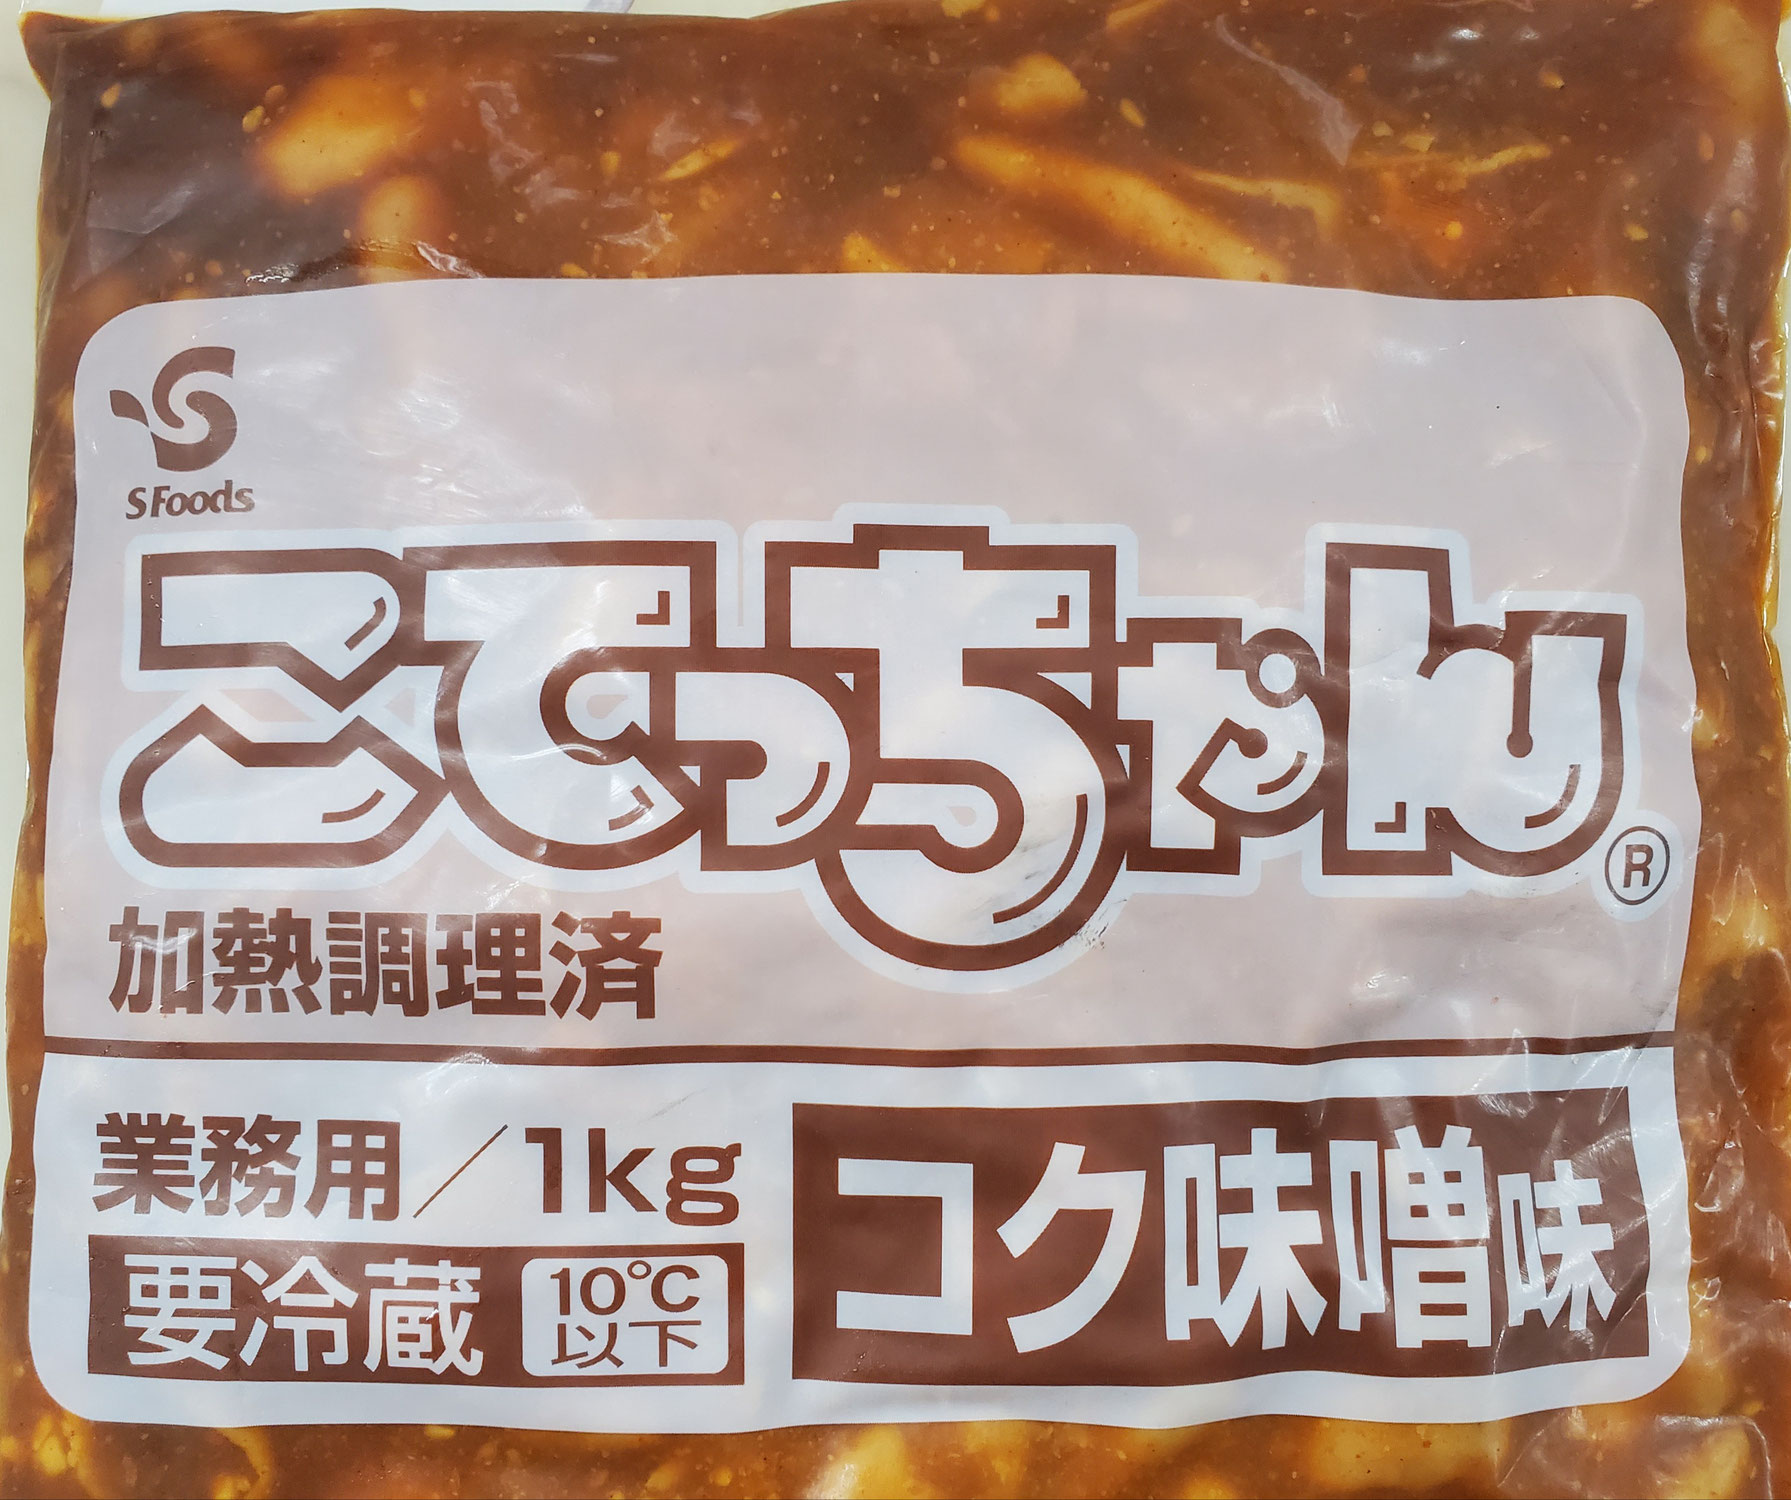 S Foods
こてっちゃん®
加熱調理済
業務用/1kg
要冷蔵 10℃以下
コク味噌味